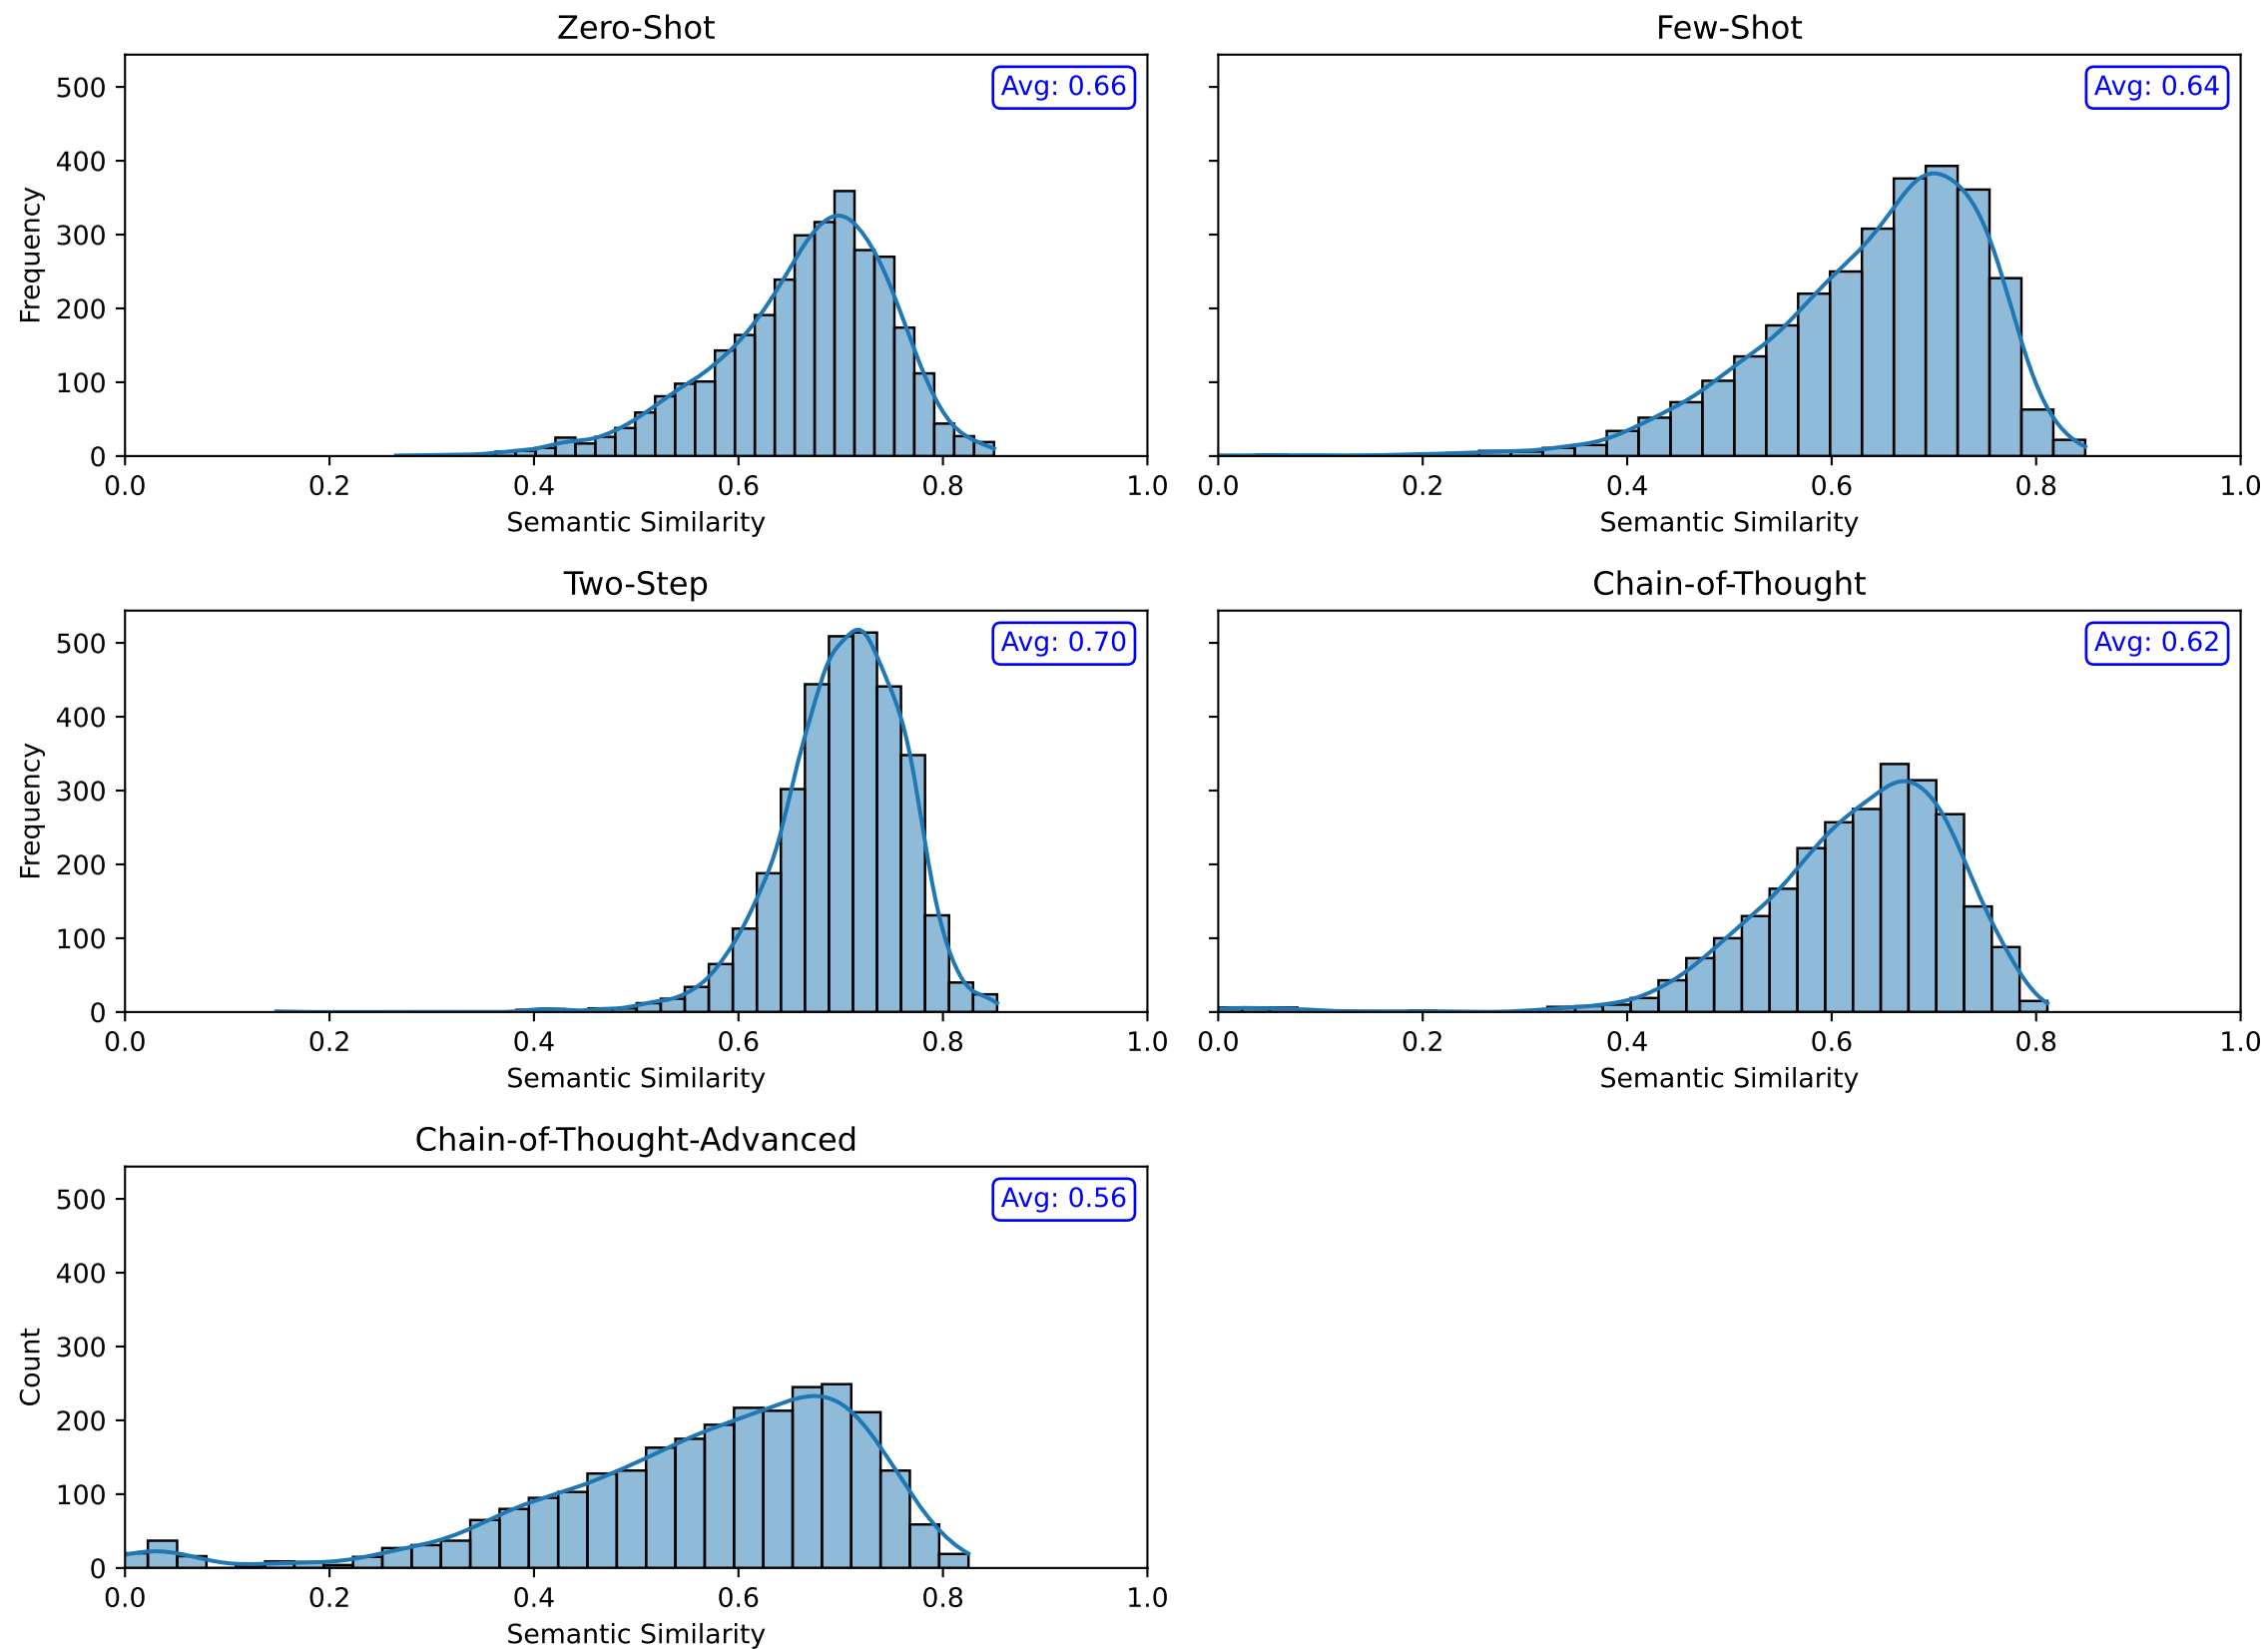 Zero-Shot
Avg: 0.66
Frequency
500
400
300
200
100
0
0.0 0.2 0.4 0.6 0.8 1.0
Semantic Similarity
Few-Shot
Avg: 0.64
0.0 0.2 0.4 0.6 0.8 1.0
Semantic Similarity
Two-Step
Avg: 0.70
Frequency
500
400
300
200
100
0
0.0 0.2 0.4 0.6 0.8 1.0
Semantic Similarity
Chain-of-Thought
Avg: 0.62
0.0 0.2 0.4 0.6 0.8 1.0
Semantic Similarity
Chain-of-Thought-Advanced
Avg: 0.56
Count
500
400
300
200
100
0
0.0 0.2 0.4 0.6 0.8 1.0
Semantic Similarity